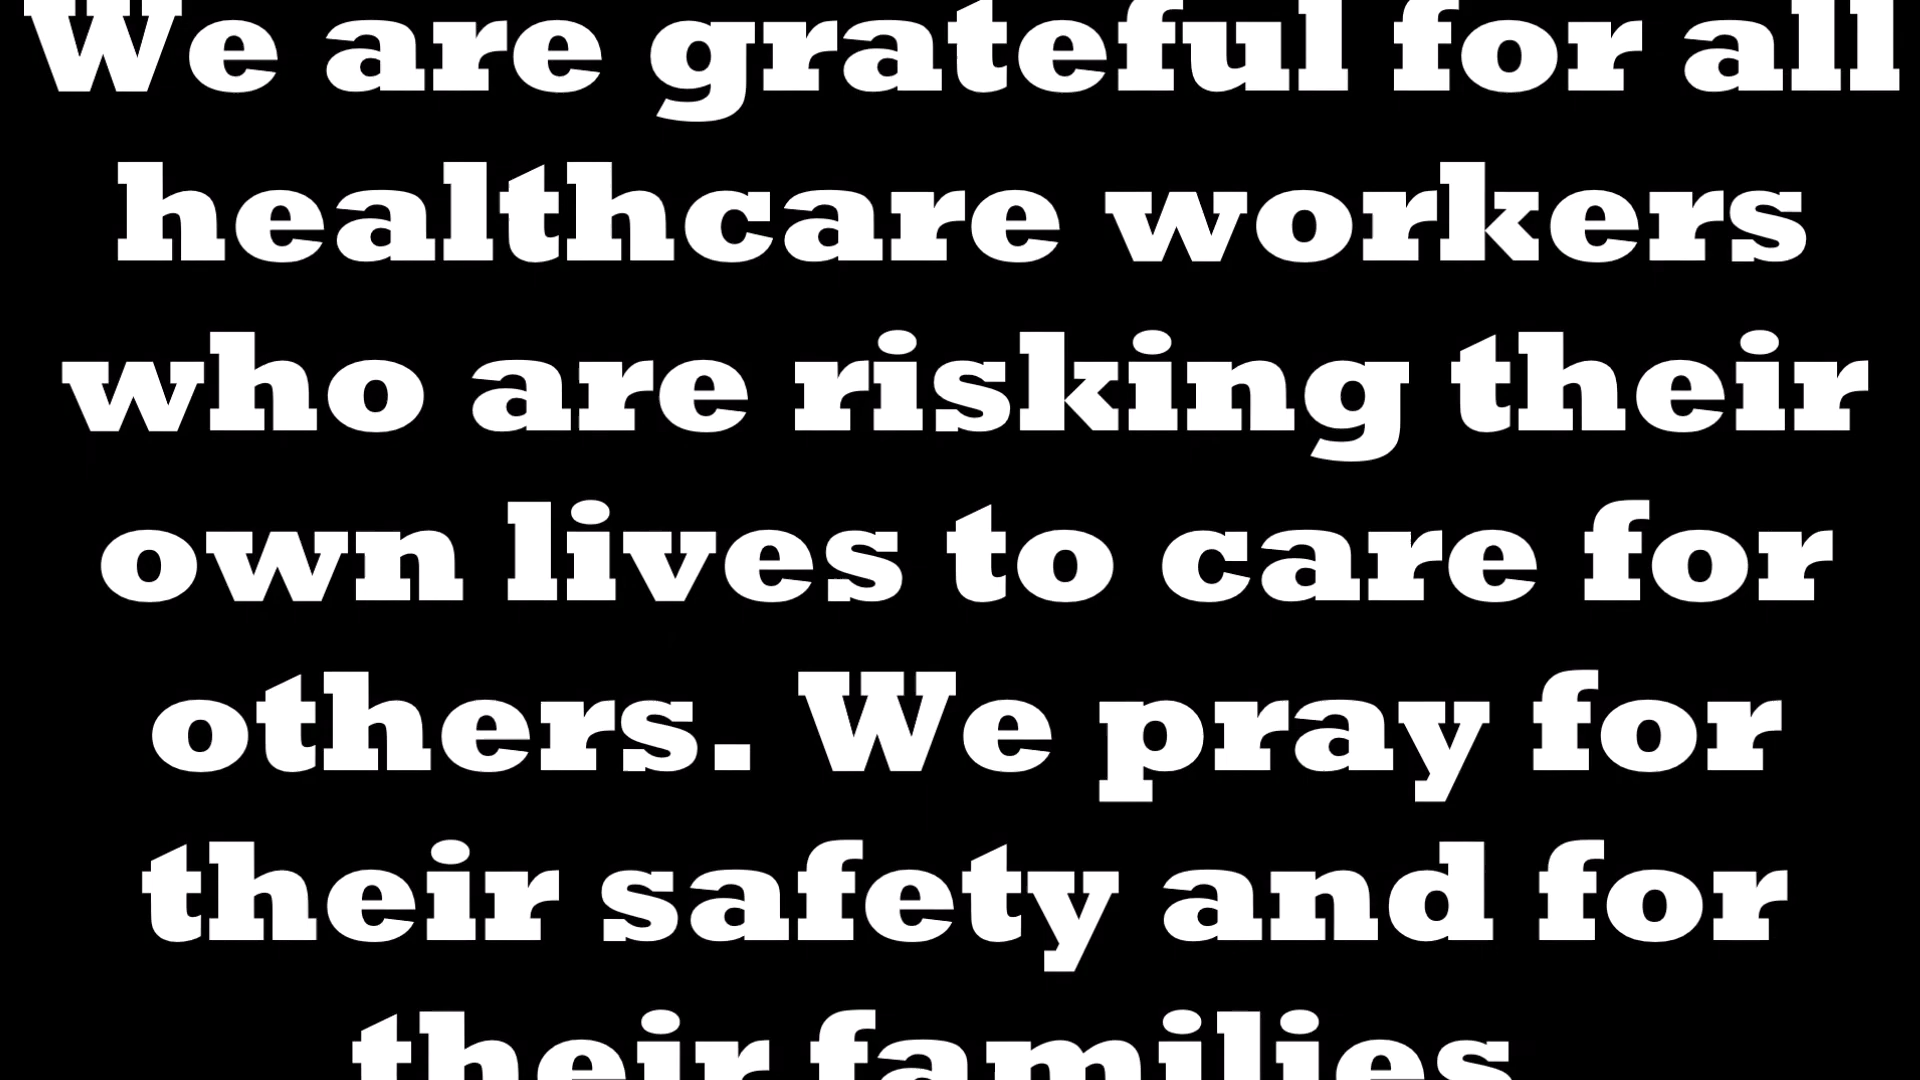 We are grateful for all
healthcare workers
who are risking their
own lives to care for
others. We pray for
their safety and for
their families